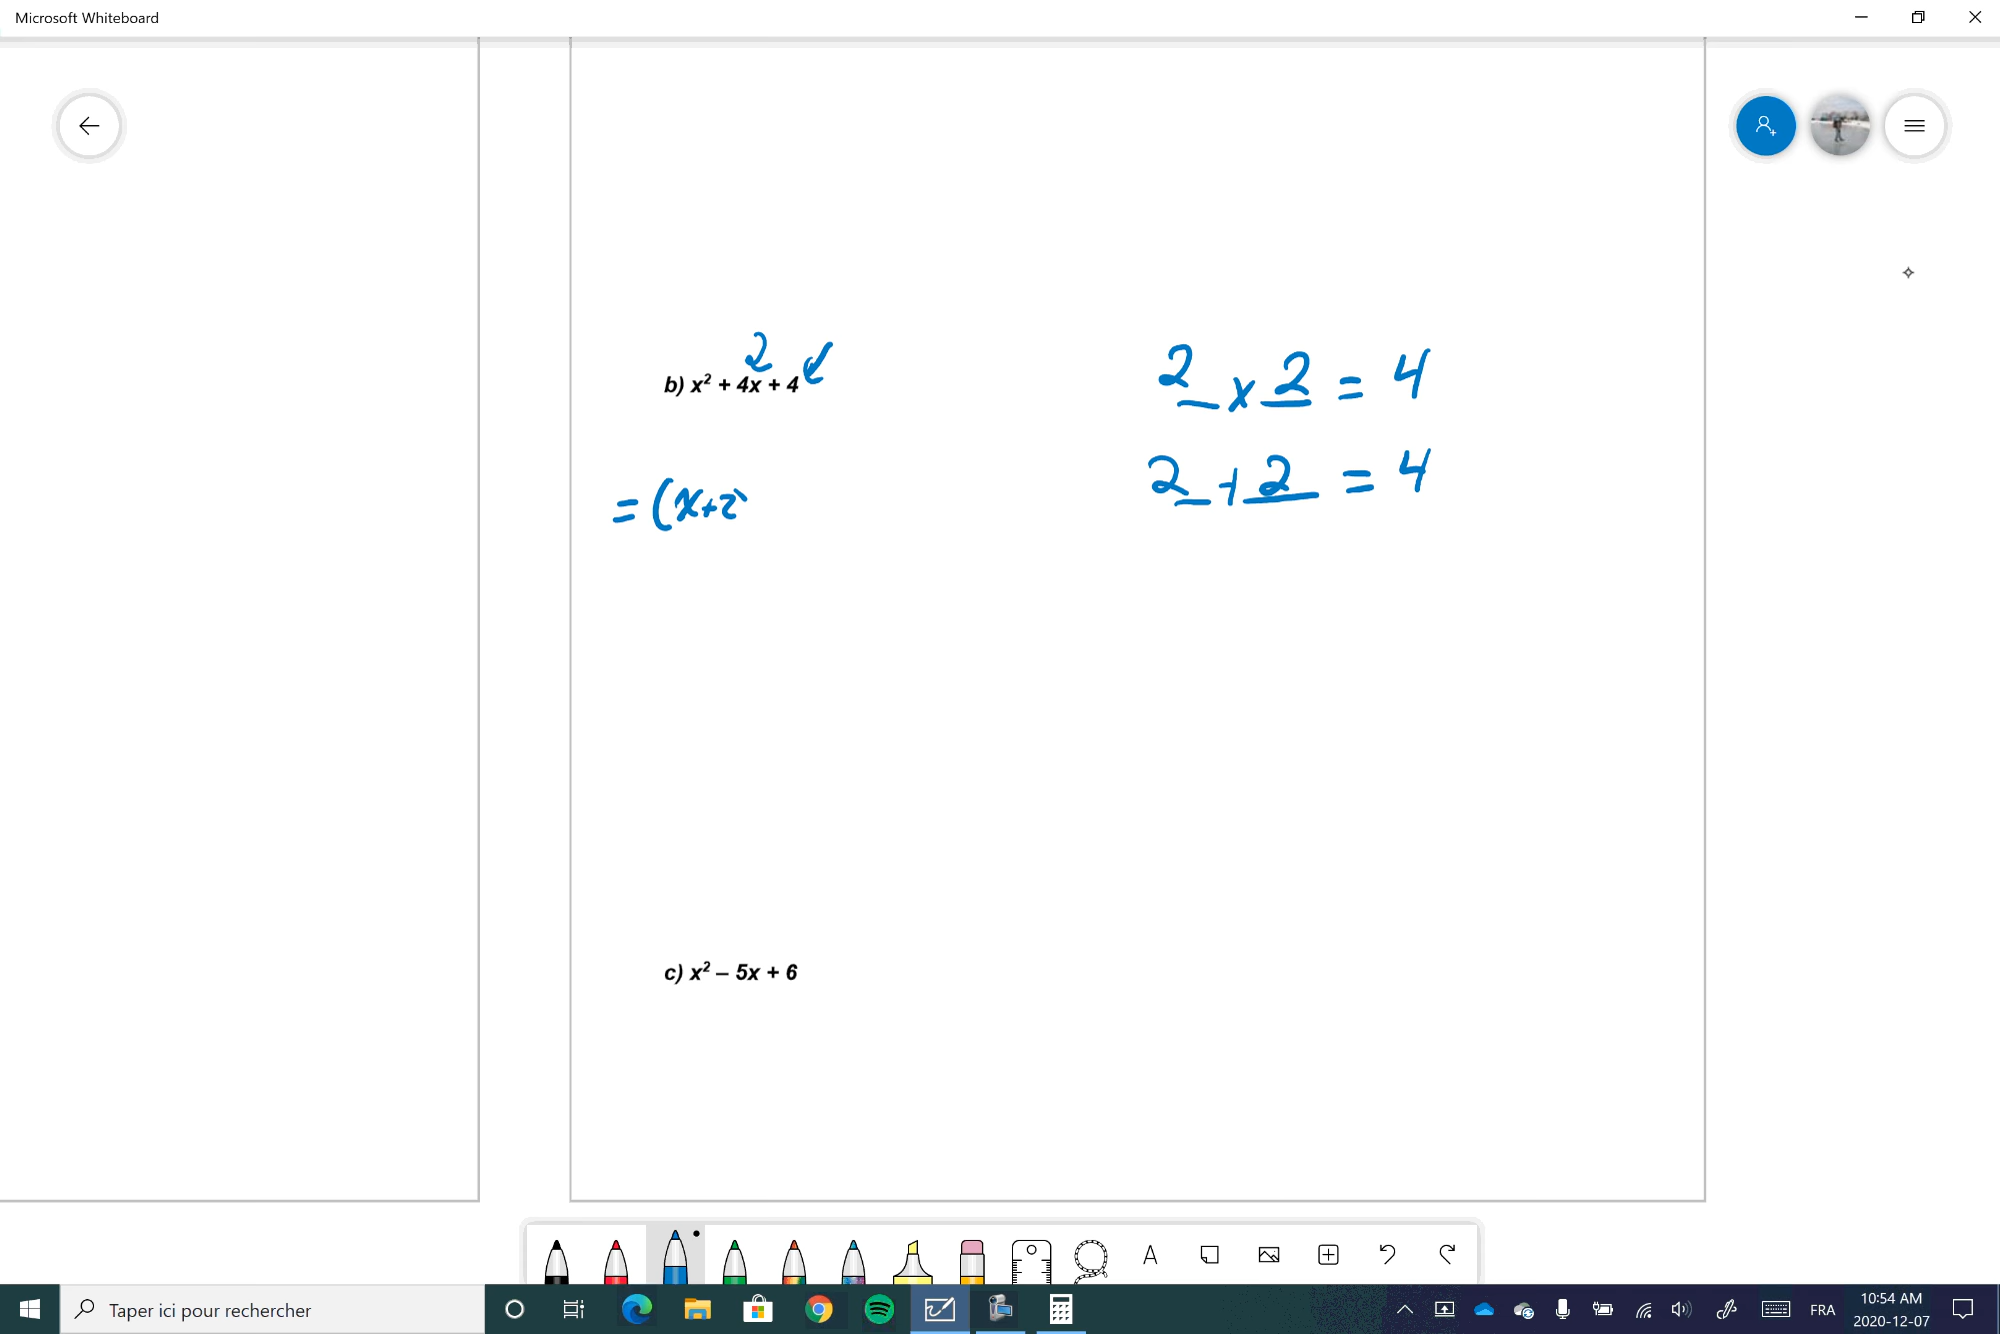 Microsoft Whiteboard
2
b) x² + 4x + 4
2 x 2 = 4
2 + 2 = 4
= (x+2
c) x² – 5x + 6
A
Taper ici pour rechercher
FRA
10:54 AM
2020-12-07